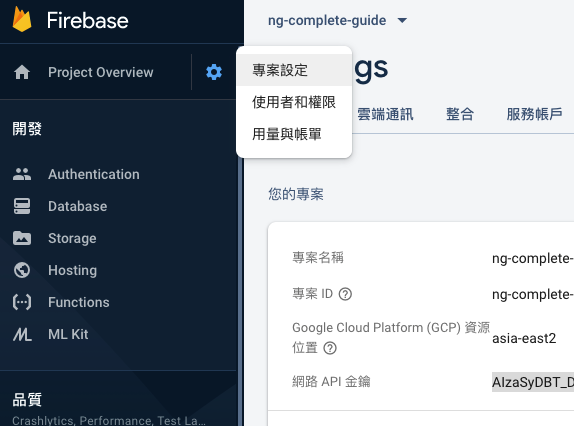 Firebase
ng-complete-guide
Project Overview
專案設定
使用者和權限
用量與帳單
gs
雲端通訊
整合
服務帳戶
開發
Authentication
Database
Storage
Hosting
Functions
ML Kit
品質
Crashlytics, Performance, Test La...
您的專案
專案名稱
ng-complete-
專案 ID
ng-complete-
Google Cloud Platform (GCP) 資源
位置
asia-east2
網路 API 金鑰
AIzaSyDBT_D